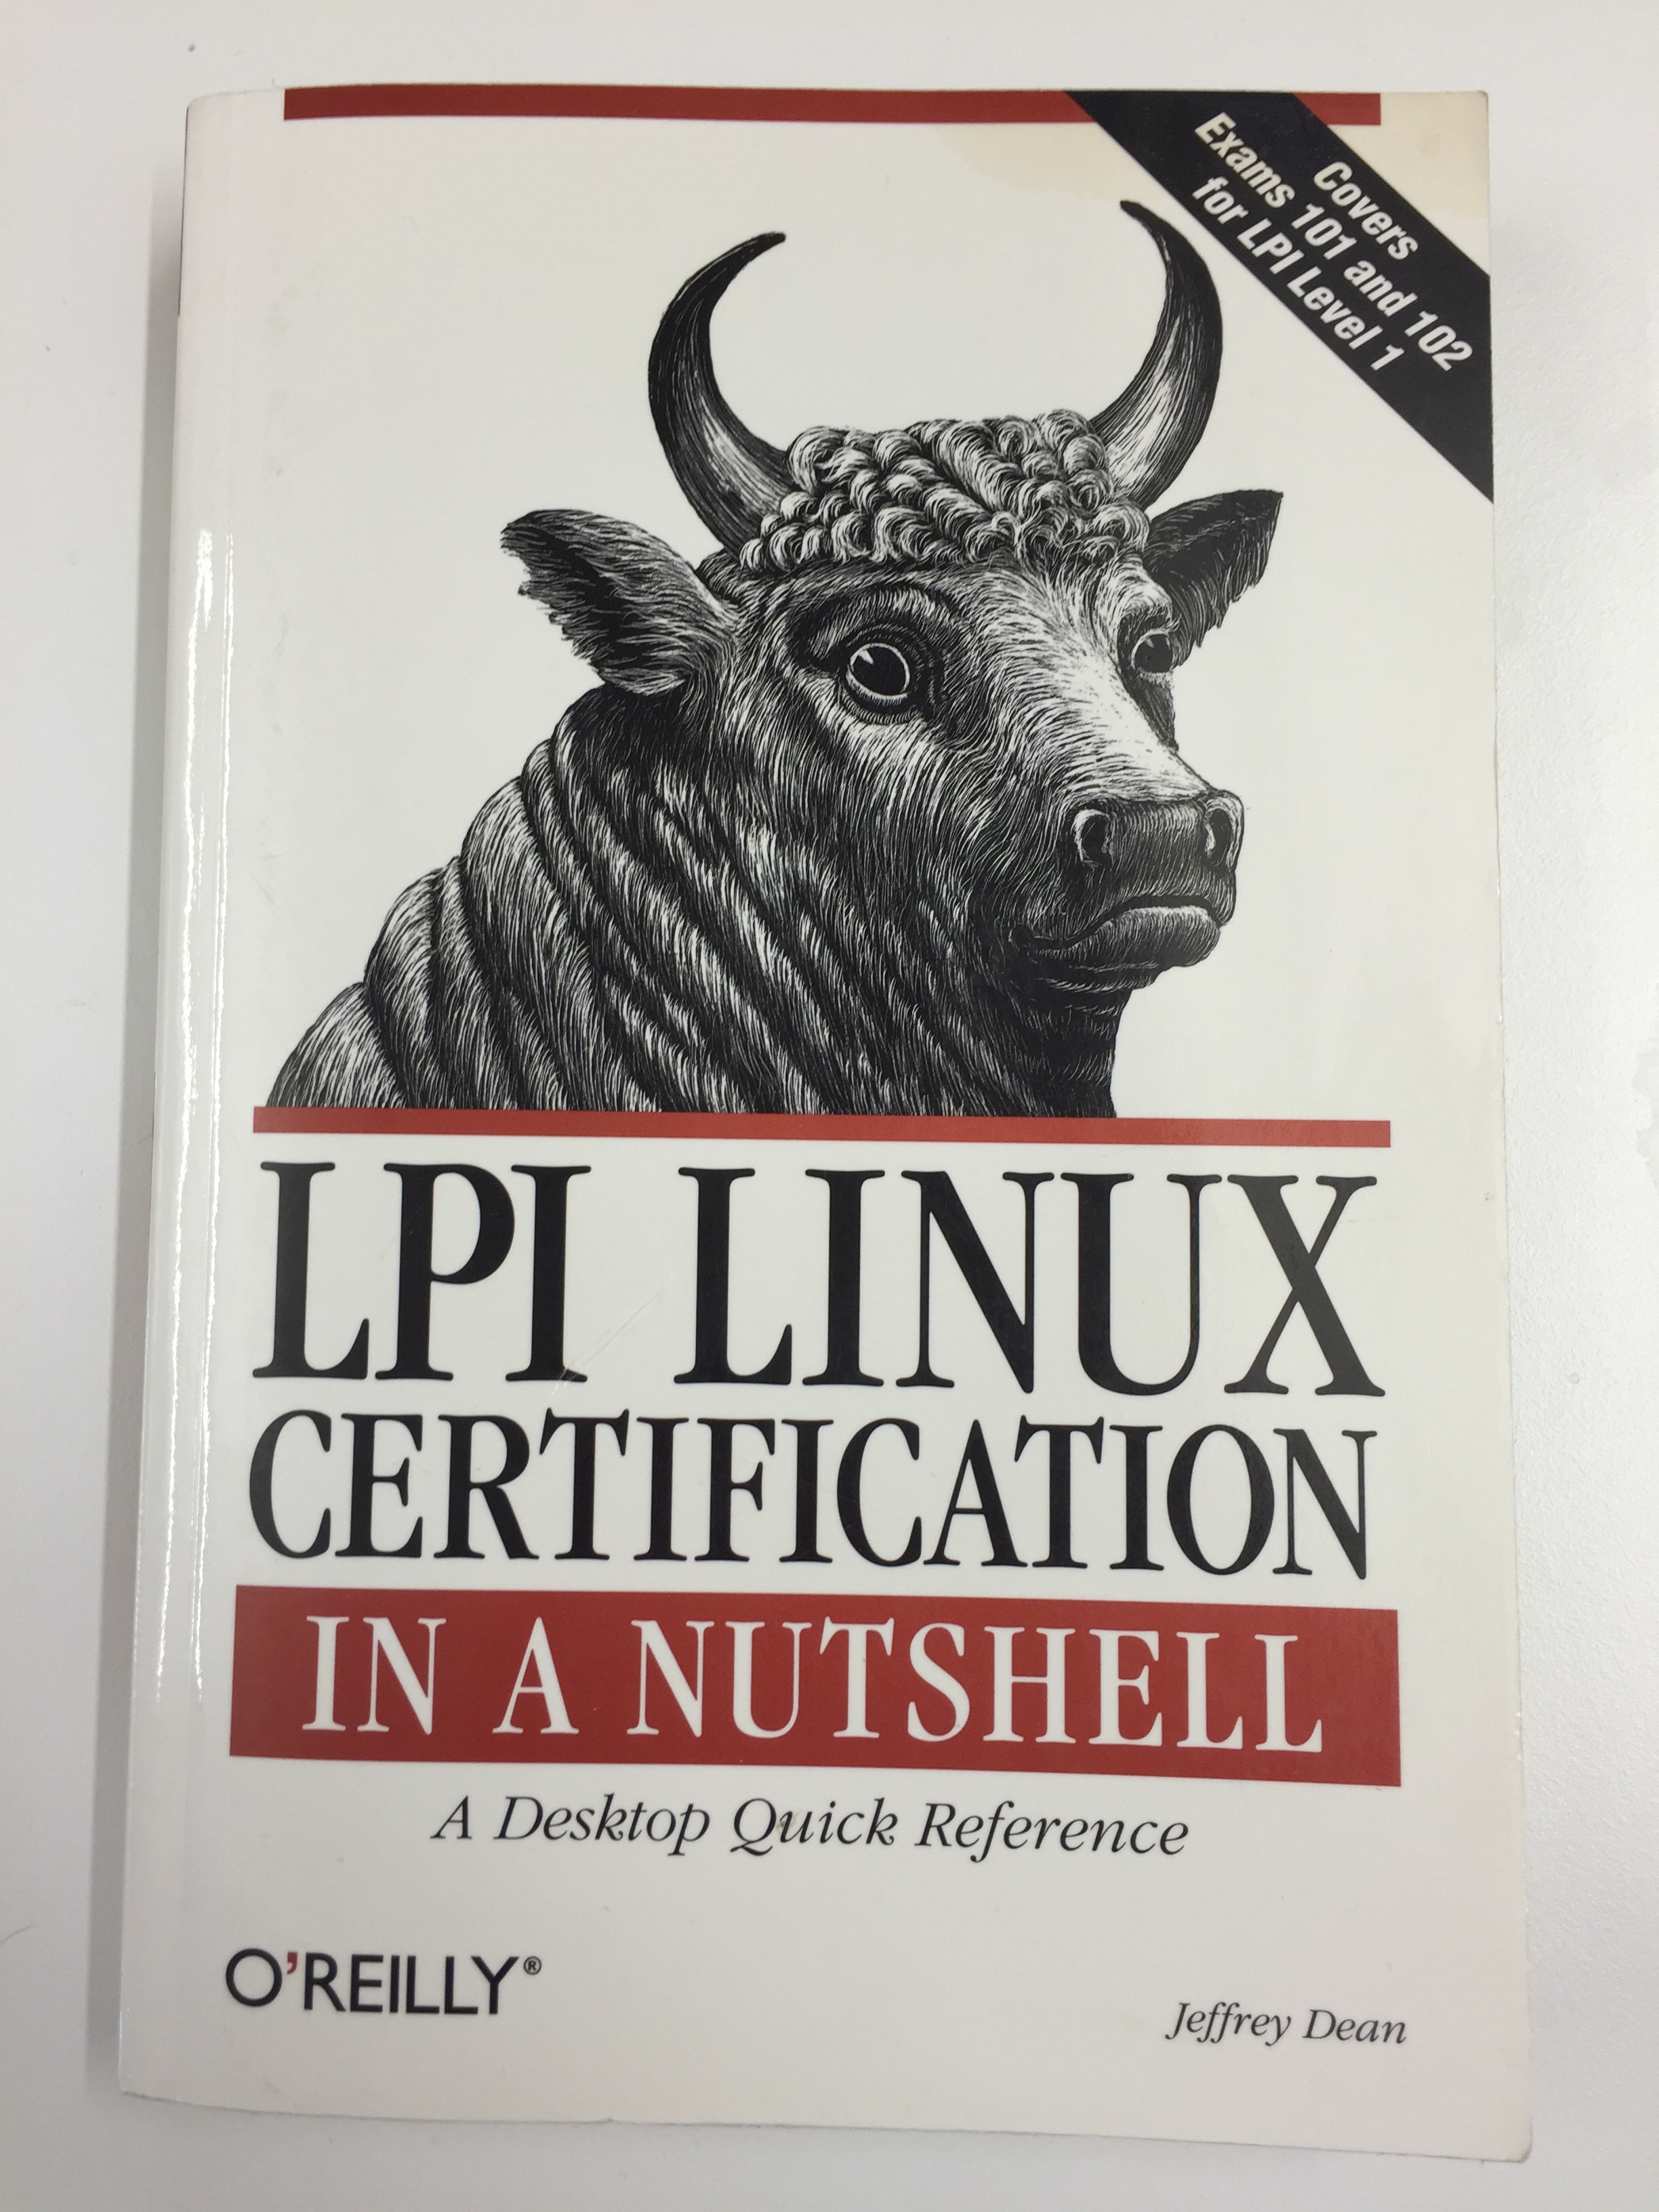 Covers
Exams 101 and 102
for LPI Level 1
LPI LINUX
CERTIFICATION
IN A NUTSHELL
A Desktop Quick Reference
O'REILLY®
Jeffrey Dean